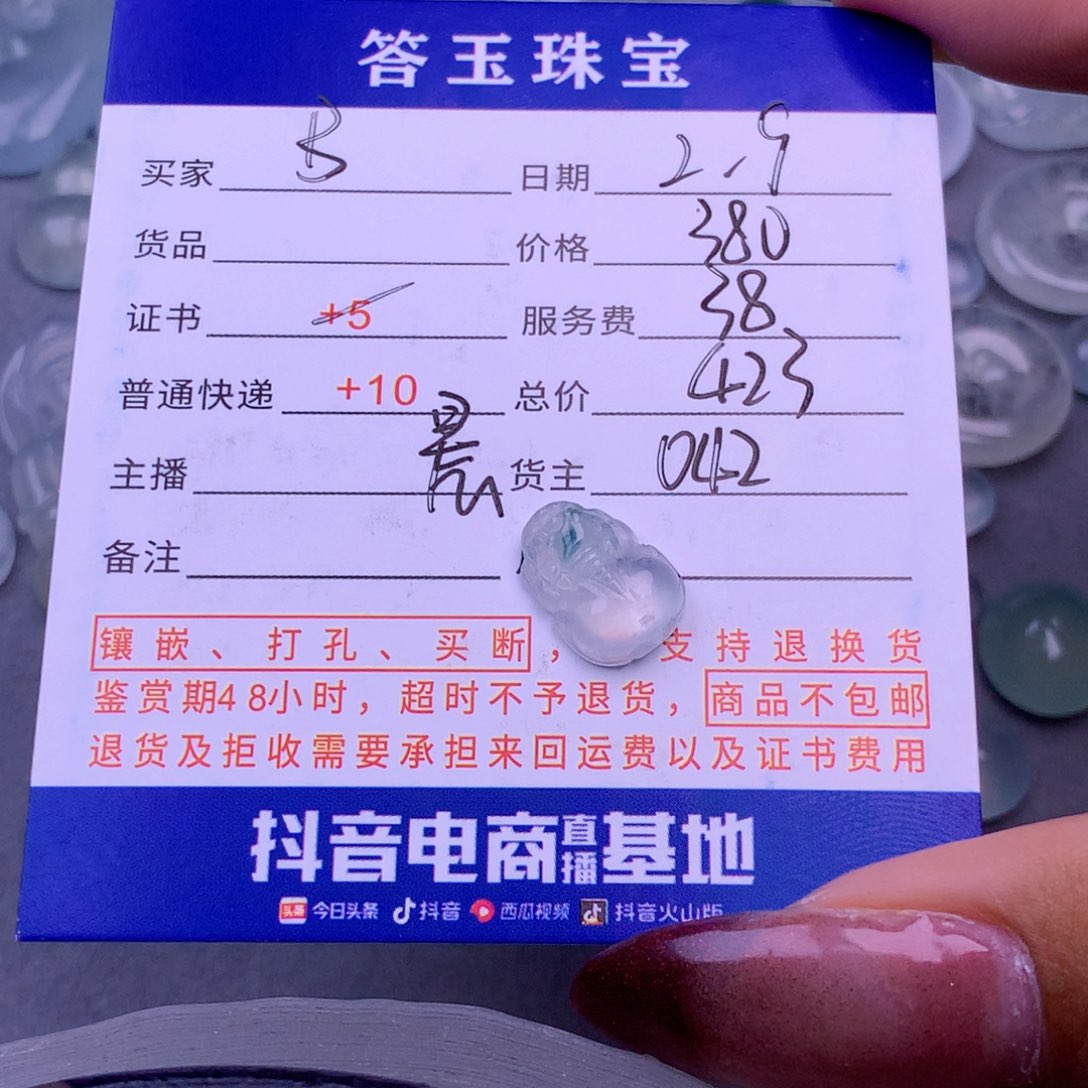 答玉珠宝
买家 B 日期 2.9
货品 价格 380
证书 +5 服务费 38
普通快递 +10 总价 423
主播 晨 货主 042
备注
镶嵌、打孔、买断， 支持退换货
鉴赏期48小时，超时不予退货，商品不包邮
退货及拒收需要承担来回运费以及证书费用
抖音电商直播基地
头条 今日头条 抖音 西瓜视频 抖音火山版